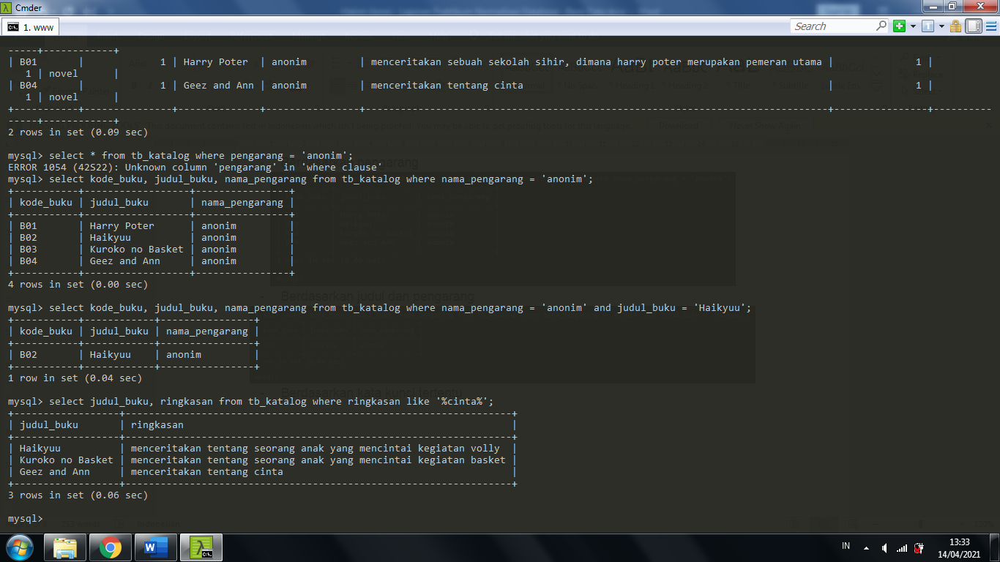 Cmder
1. www
Search
-----+------------+
| B01       |             1 | Harry Poter  | anonim         | menceritakan sebuah sekolah sihir, dimana harry poter merupakan pemeran utama |              1 |
   1 | novel      |
| B04       |             1 | Geez and Ann | anonim         | menceritakan tentang cinta                                                    |              1 |
   1 | novel      |
+-----------+---------------+--------------+----------------+-------------------------------------------------------------------------------+----------------+----------
-----+------------+
2 rows in set (0.09 sec)
mysql> select * from tb_katalog where pengarang = 'anonim';
ERROR 1054 (42S22): Unknown column 'pengarang' in 'where clause'
mysql> select kode_buku, judul_buku, nama_pengarang from tb_katalog where nama_pengarang = 'anonim';
+-----------+------------------+----------------+
| kode_buku | judul_buku       | nama_pengarang |
+-----------+------------------+----------------+
| B01       | Harry Poter      | anonim         |
| B02       | Haikyuu          | anonim         |
| B03       | Kuroko no Basket | anonim         |
| B04       | Geez and Ann     | anonim         |
+-----------+------------------+----------------+
4 rows in set (0.00 sec)
Berdasarkan judul dan pengarang
mysql> select kode_buku, judul_buku, nama_pengarang from tb_katalog where nama_pengarang = 'anonim' and judul_buku = 'Haikyuu';
+-----------+------------+----------------+
| kode_buku | judul_buku | nama_pengarang |
+-----------+------------+----------------+
| B02       | Haikyuu    | anonim         |
+-----------+------------+----------------+
1 row in set (0.04 sec)
Berdasarkan kata kunci tertentu
mysql> select judul_buku, ringkasan from tb_katalog where ringkasan like '%cinta%';
+------------------+------------------------------------------------------------------+
| judul_buku       | ringkasan                                                        |
+------------------+------------------------------------------------------------------+
| Haikyuu          | menceritakan tentang seorang anak yang mencintai kegiatan volly  |
| Kuroko no Basket | menceritakan tentang seorang anak yang mencintai kegiatan basket |
| Geez and Ann     | menceritakan tentang cinta                                       |
+------------------+------------------------------------------------------------------+
3 rows in set (0.06 sec)
mysql>
IN
13:33
14/04/2021